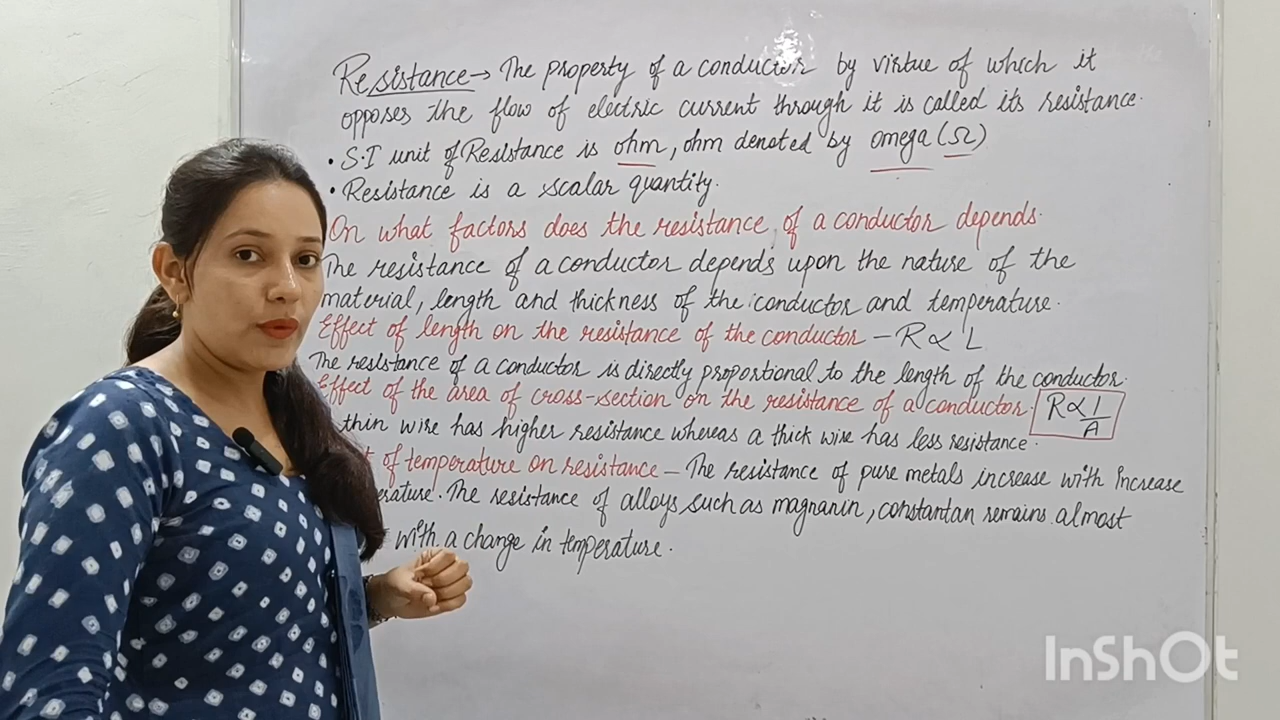 Resistance → The property of a conductor by virtue of which it
opposes the flow of electric current through it is called its resistance.
• S.I unit of Resistance is ohm, ohm denoted by omega (Ω)
• Resistance is a scalar quantity.
On what factors does the resistance of a conductor depends.
The resistance of a conductor depends upon the nature of the
material, length and thickness of the conductor and temperature.
Effect of length on the resistance of the conductor – R ∝ L
The resistance of a conductor is directly proportional to the length of the conductor.
Effect of the area of cross-section on the resistance of a conductor. R ∝ 1/A
thin wire has higher resistance whereas a thick wire has less resistance.
of temperature on resistance – The resistance of pure metals increase with Increase
The resistance of alloys such as magnanin, constantan remains almost
with a change in temperature.
InShOt